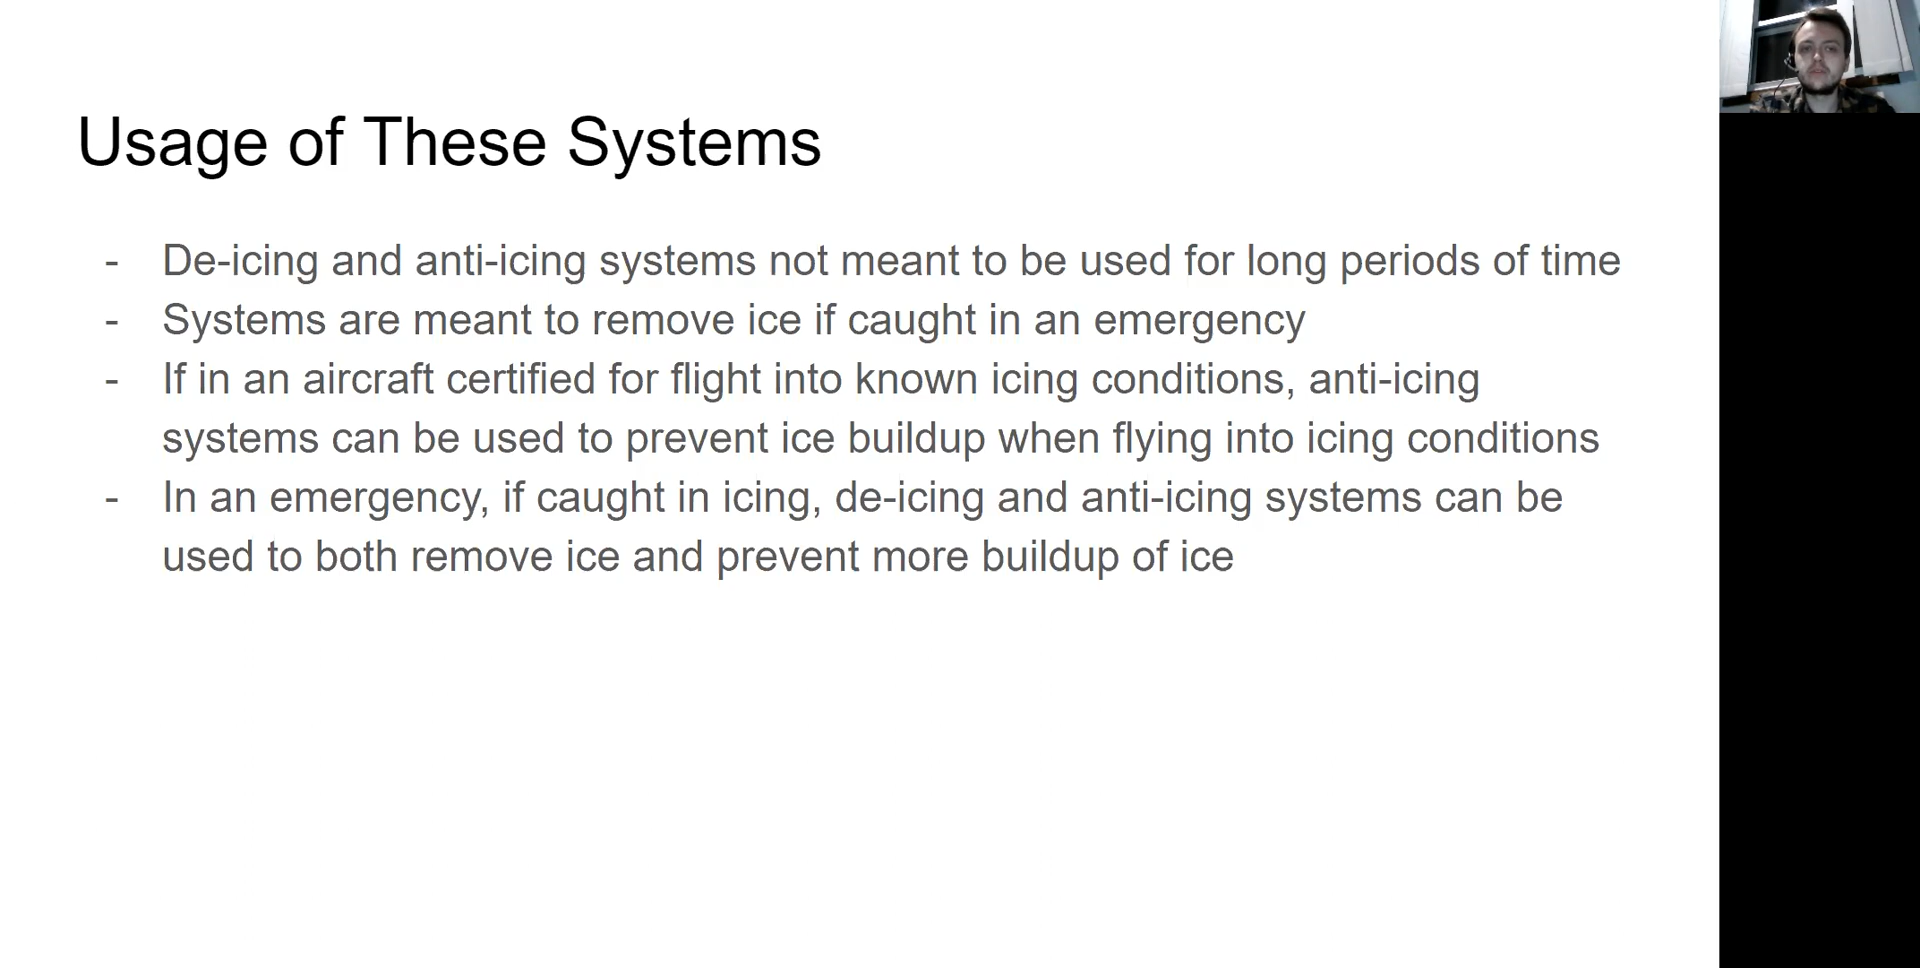 Usage of These Systems
- De-icing and anti-icing systems not meant to be used for long periods of time
- Systems are meant to remove ice if caught in an emergency
- If in an aircraft certified for flight into known icing conditions, anti-icing
systems can be used to prevent ice buildup when flying into icing conditions
- In an emergency, if caught in icing, de-icing and anti-icing systems can be
used to both remove ice and prevent more buildup of ice